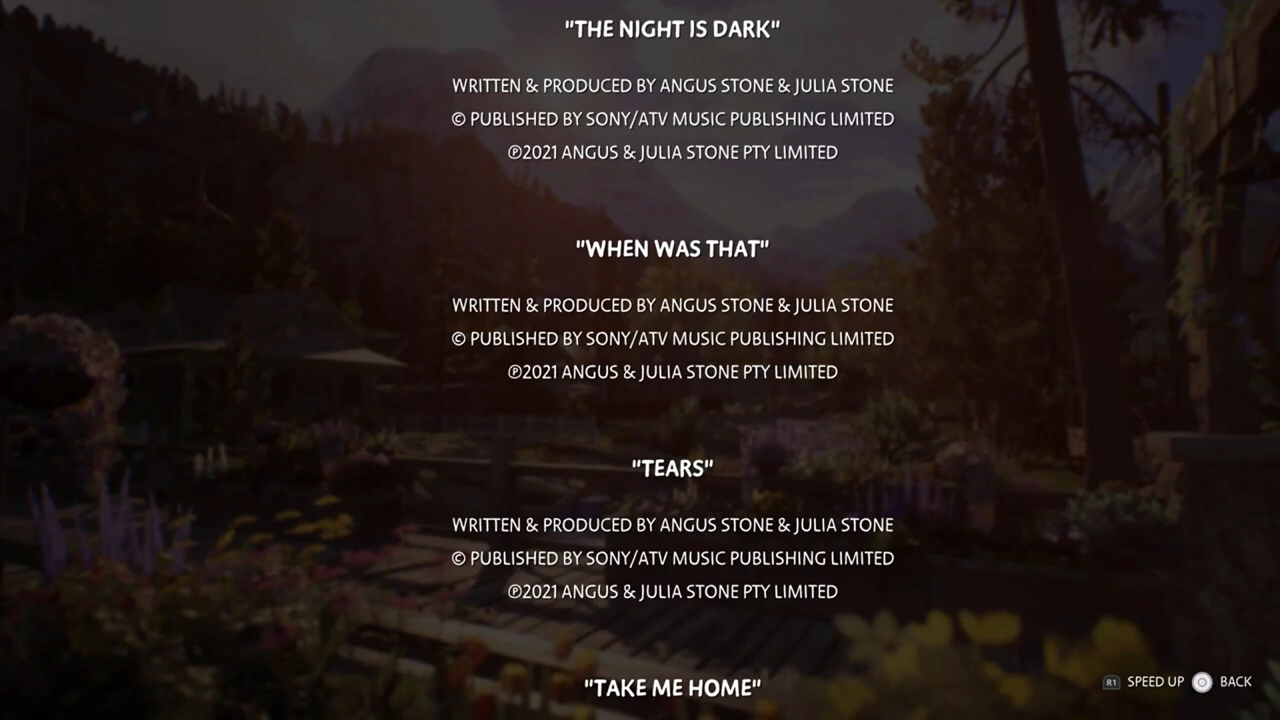 "THE NIGHT IS DARK"
WRITTEN & PRODUCED BY ANGUS STONE & JULIA STONE
© PUBLISHED BY SONY/ATV MUSIC PUBLISHING LIMITED
℗2021 ANGUS & JULIA STONE PTY LIMITED
"WHEN WAS THAT"
WRITTEN & PRODUCED BY ANGUS STONE & JULIA STONE
© PUBLISHED BY SONY/ATV MUSIC PUBLISHING LIMITED
℗2021 ANGUS & JULIA STONE PTY LIMITED
"TEARS"
WRITTEN & PRODUCED BY ANGUS STONE & JULIA STONE
© PUBLISHED BY SONY/ATV MUSIC PUBLISHING LIMITED
℗2021 ANGUS & JULIA STONE PTY LIMITED
"TAKE ME HOME"
R1 SPEED UP BACK